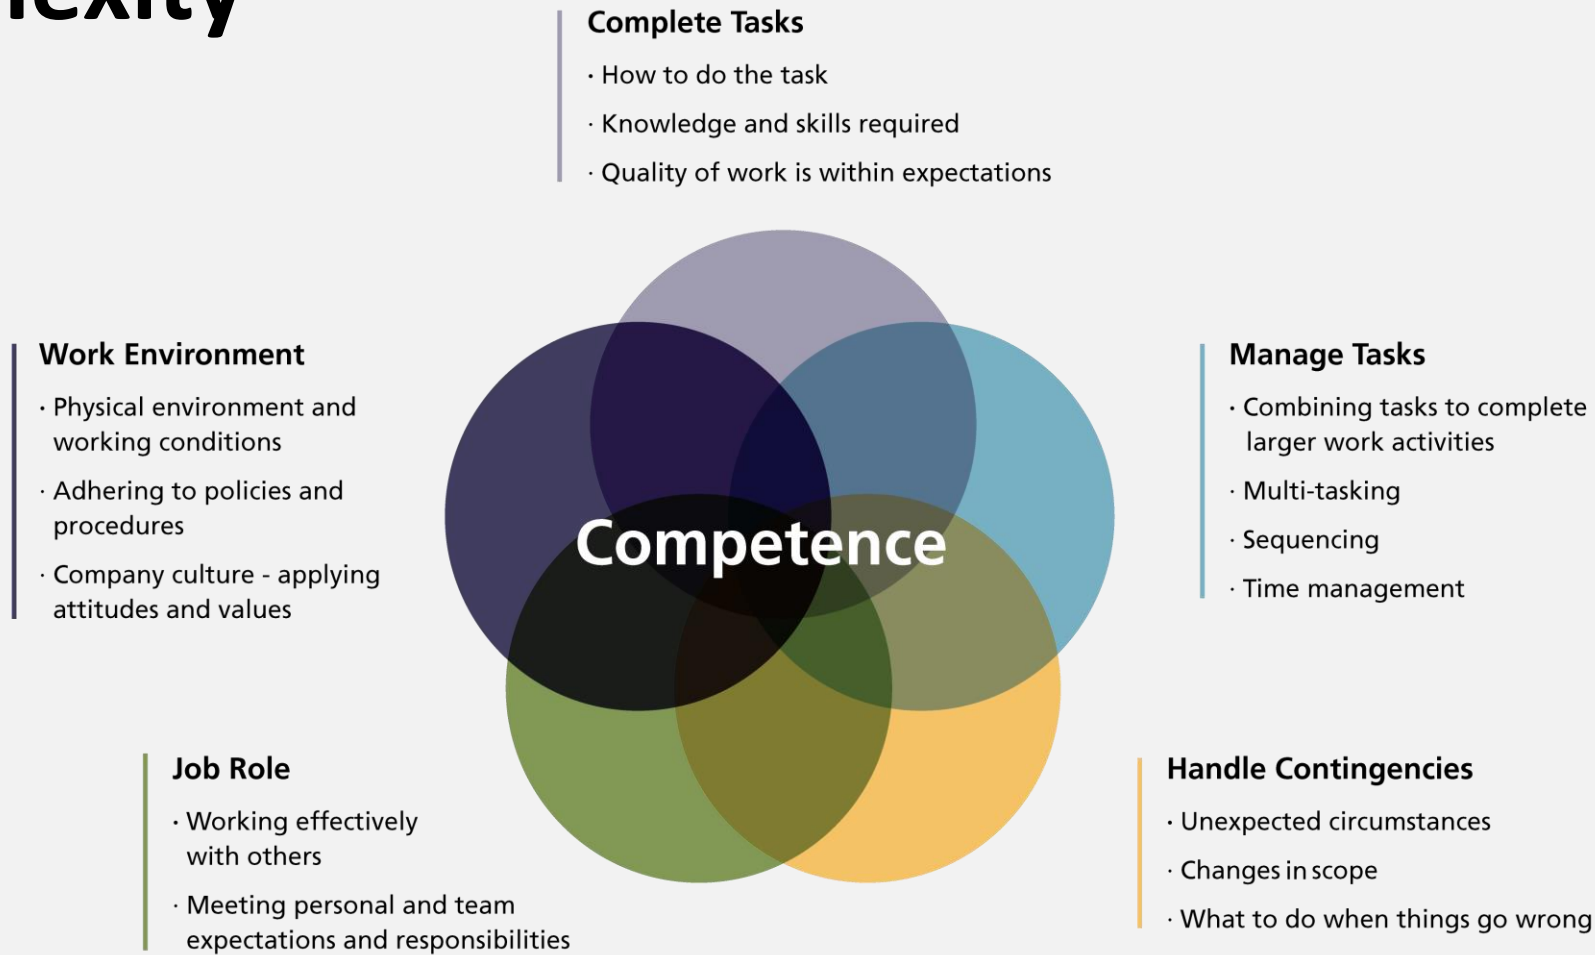 Complete Tasks
· How to do the task
· Knowledge and skills required
· Quality of work is within expectations
Work Environment
· Physical environment and
working conditions
· Adhering to policies and
procedures
· Company culture - applying
attitudes and values
Manage Tasks
· Combining tasks to complete
larger work activities
· Multi-tasking
· Sequencing
· Time management
Competence
Job Role
· Working effectively
with others
· Meeting personal and team
expectations and responsibilities
Handle Contingencies
· Unexpected circumstances
· Changes in scope
· What to do when things go wrong